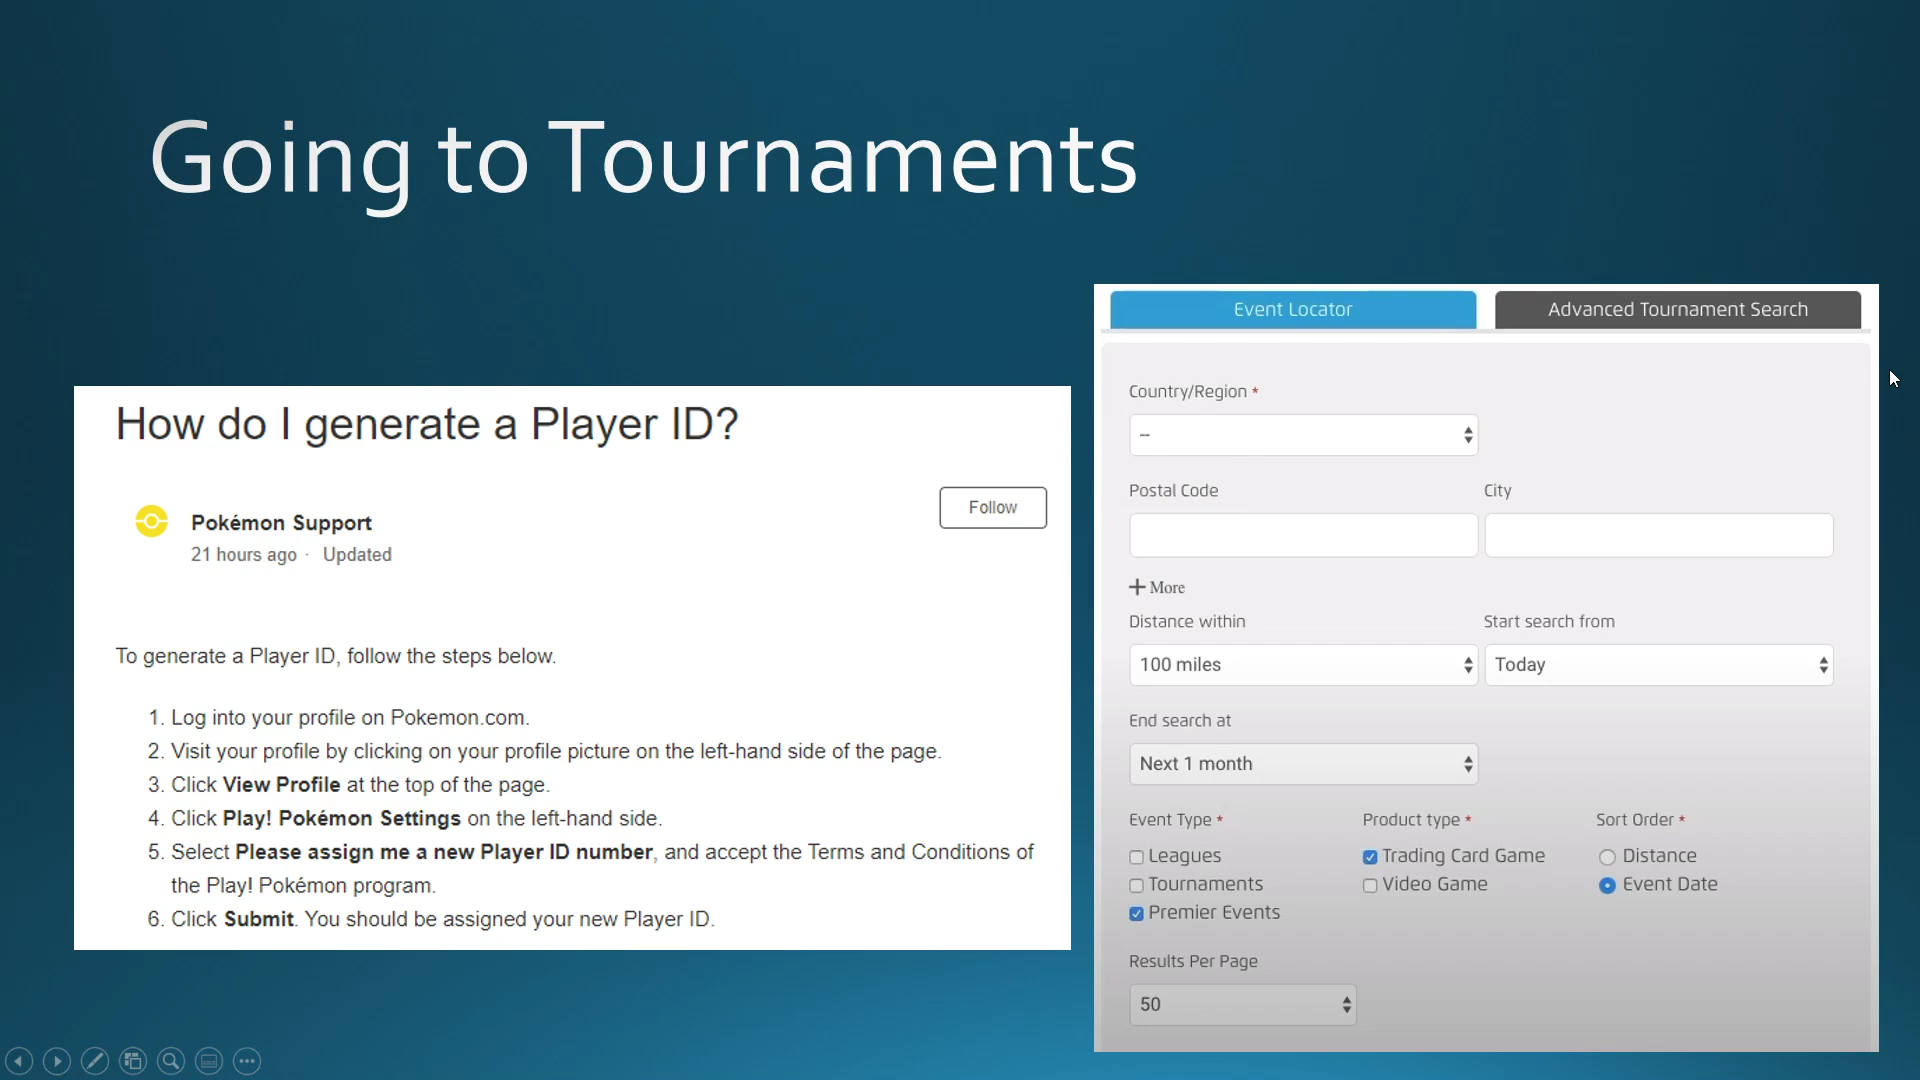 Going to Tournaments
How do I generate a Player ID?
Pokémon Support
21 hours ago · Updated
Follow
To generate a Player ID, follow the steps below.
1. Log into your profile on Pokemon.com.
2. Visit your profile by clicking on your profile picture on the left-hand side of the page.
3. Click View Profile at the top of the page.
4. Click Play! Pokémon Settings on the left-hand side.
5. Select Please assign me a new Player ID number, and accept the Terms and Conditions of
the Play! Pokémon program.
6. Click Submit. You should be assigned your new Player ID.
Event Locator
Advanced Tournament Search
Country/Region *
--
Postal Code
City
+ More
Distance within
Start search from
100 miles
Today
End search at
Next 1 month
Event Type *
Product type *
Sort Order *
Leagues
Trading Card Game
Distance
Tournaments
Video Game
Event Date
Premier Events
Results Per Page
50